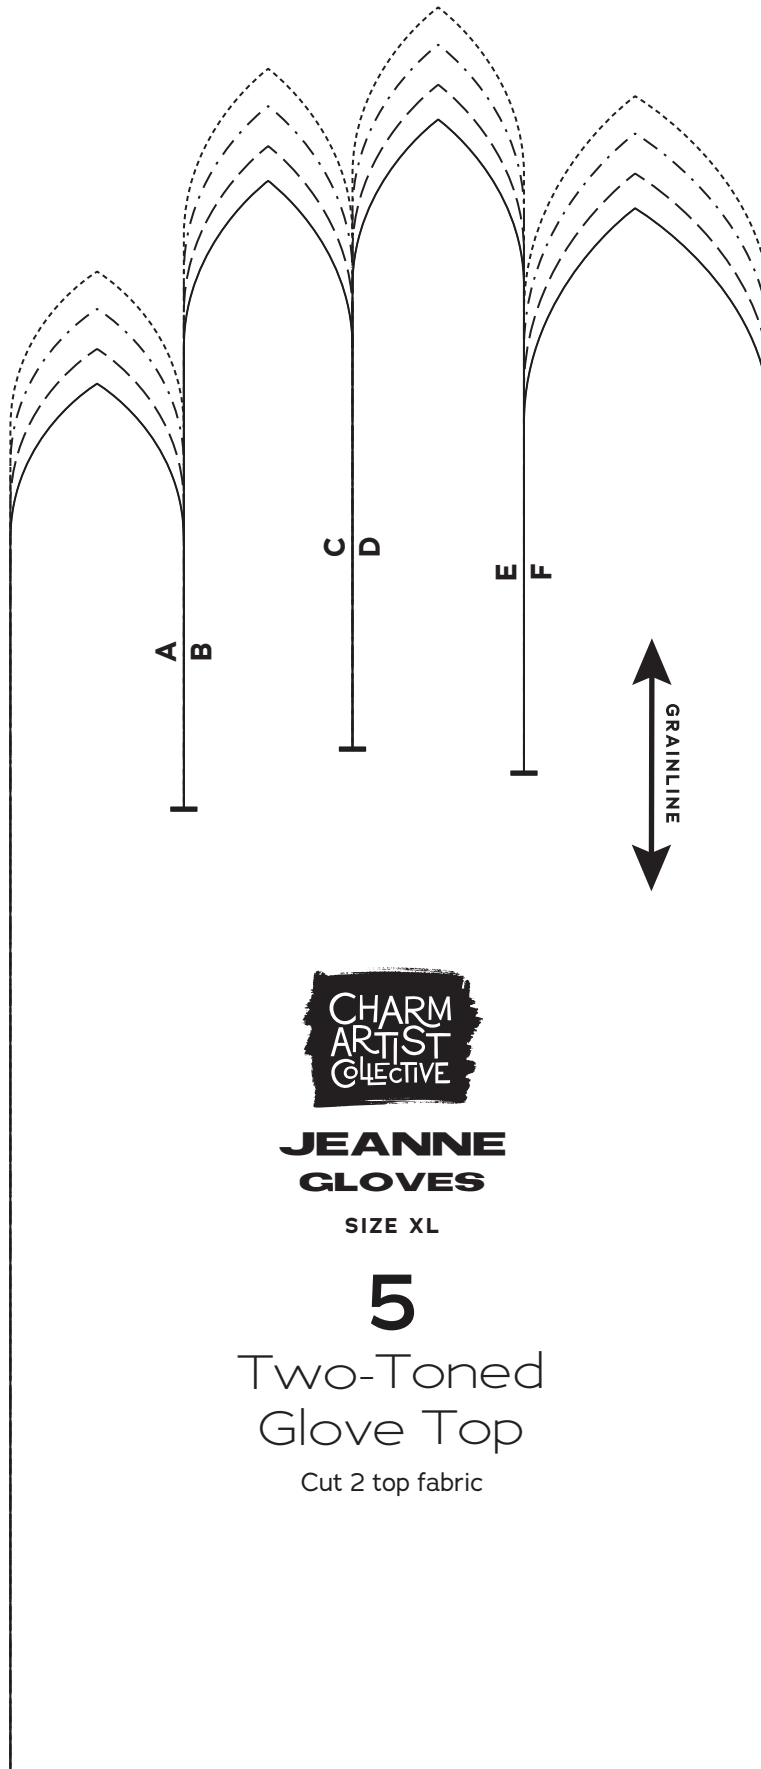 C
D
E
F
A
B
GRAINLINE
CHARM
ARTIST
COLLECTIVE
JEANNE
GLOVES
SIZE XL
5
Two-Toned
Glove Top
Cut 2 top fabric